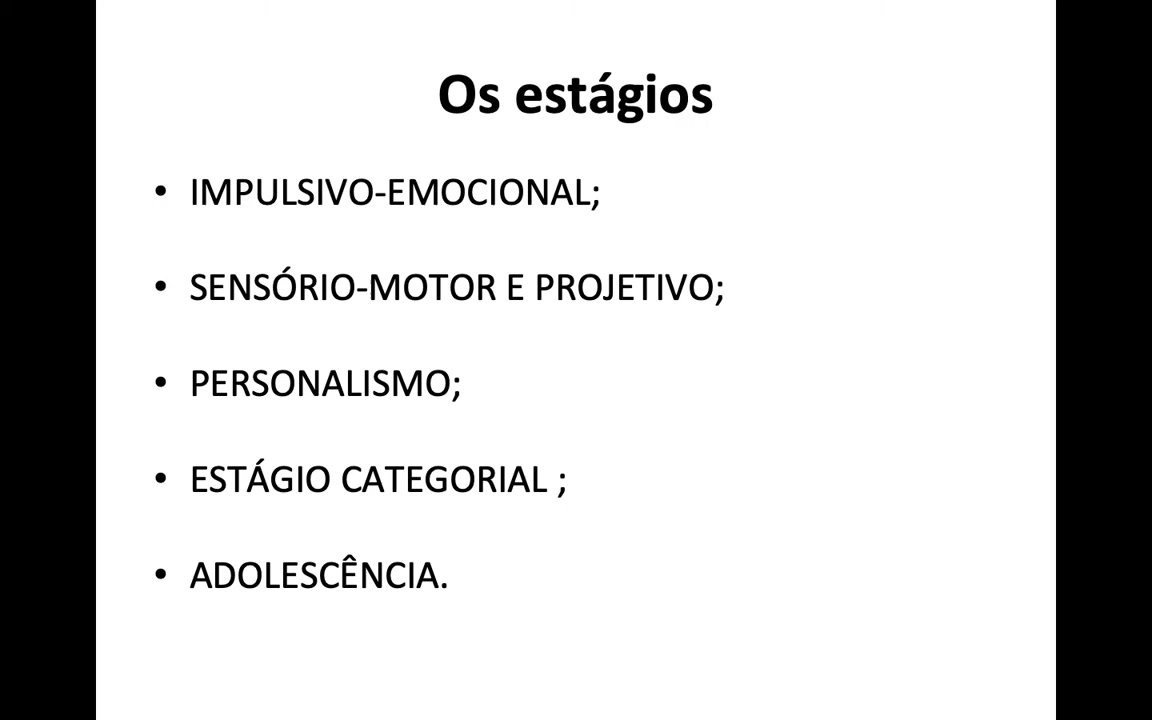 Os estágios
• IMPULSIVO-EMOCIONAL;
• SENSÓRIO-MOTOR E PROJETIVO;
• PERSONALISMO;
• ESTÁGIO CATEGORIAL ;
• ADOLESCÊNCIA.